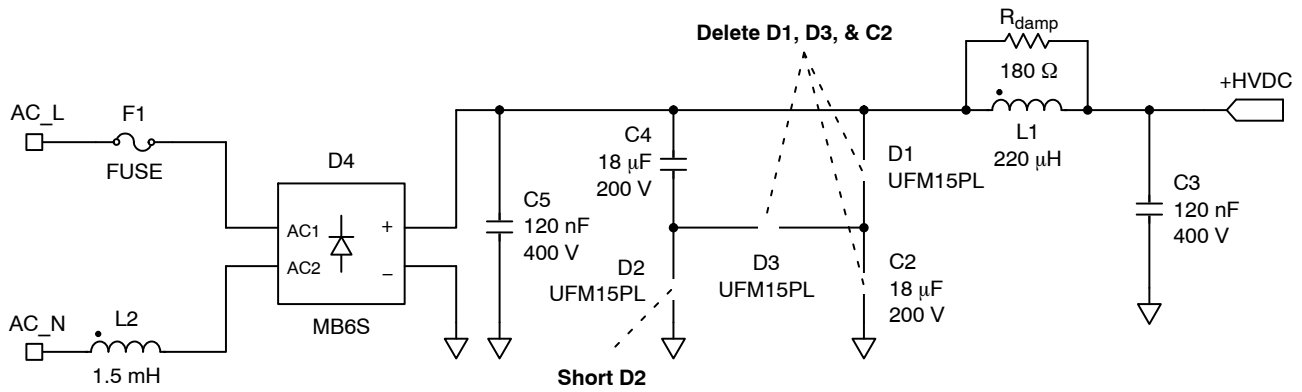 Delete D1, D3, & C2
Rdamp
180 Ω
L1
220 μH
+HVDC
AC_L
F1
FUSE
D4
AC1
AC2
+
−
MB6S
AC_N
L2
1.5 mH
C5
120 nF
400 V
C4
18 μF
200 V
D1
UFM15PL
D2
UFM15PL
D3
UFM15PL
C2
18 μF
200 V
C3
120 nF
400 V
Short D2